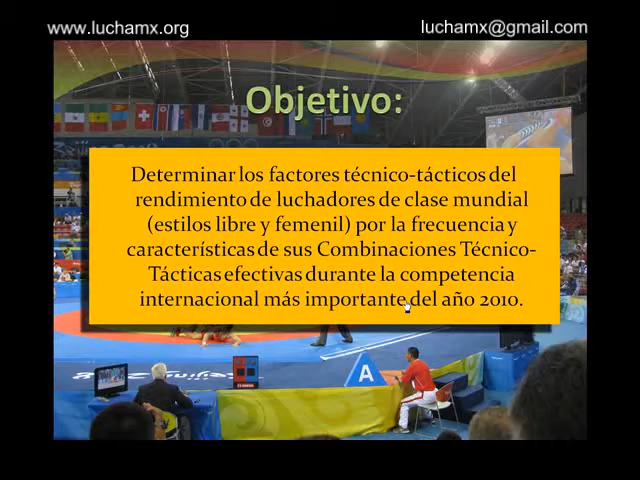 www.luchamx.org
luchamx@gmail.com
Objetivo:
Determinar los factores técnico-tácticos del
rendimiento de luchadores de clase mundial
(estilos libre y femenil) por la frecuencia y
características de sus Combinaciones Técnico-
Tácticas efectivas durante la competencia
internacional más importante del año 2010.
A